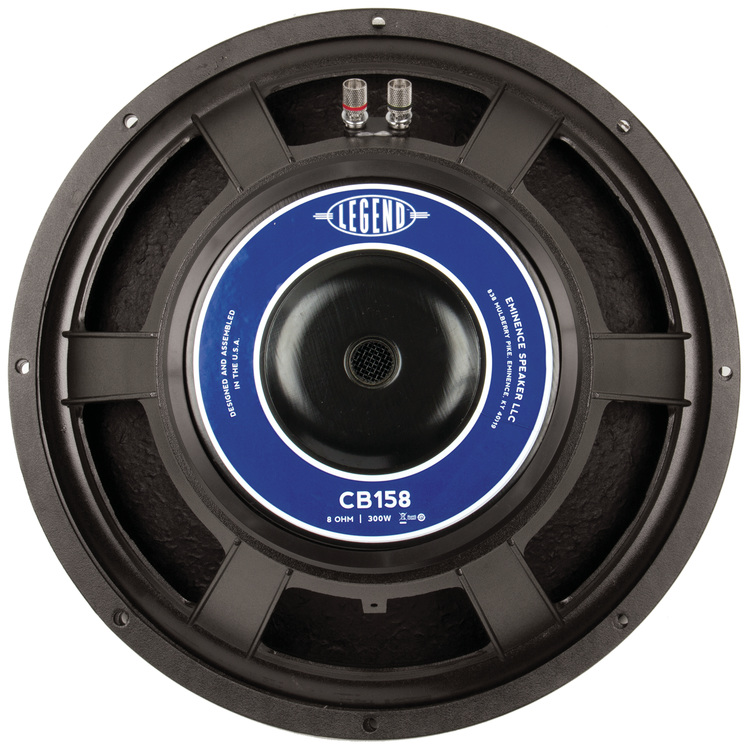 LEGEND
DESIGNED AND ASSEMBLED
IN THE U.S.A.
EMINENCE SPEAKER LLC
838 MULBERRY PIKE, EMINENCE, KY 40019
CB158
8 OHM | 300W